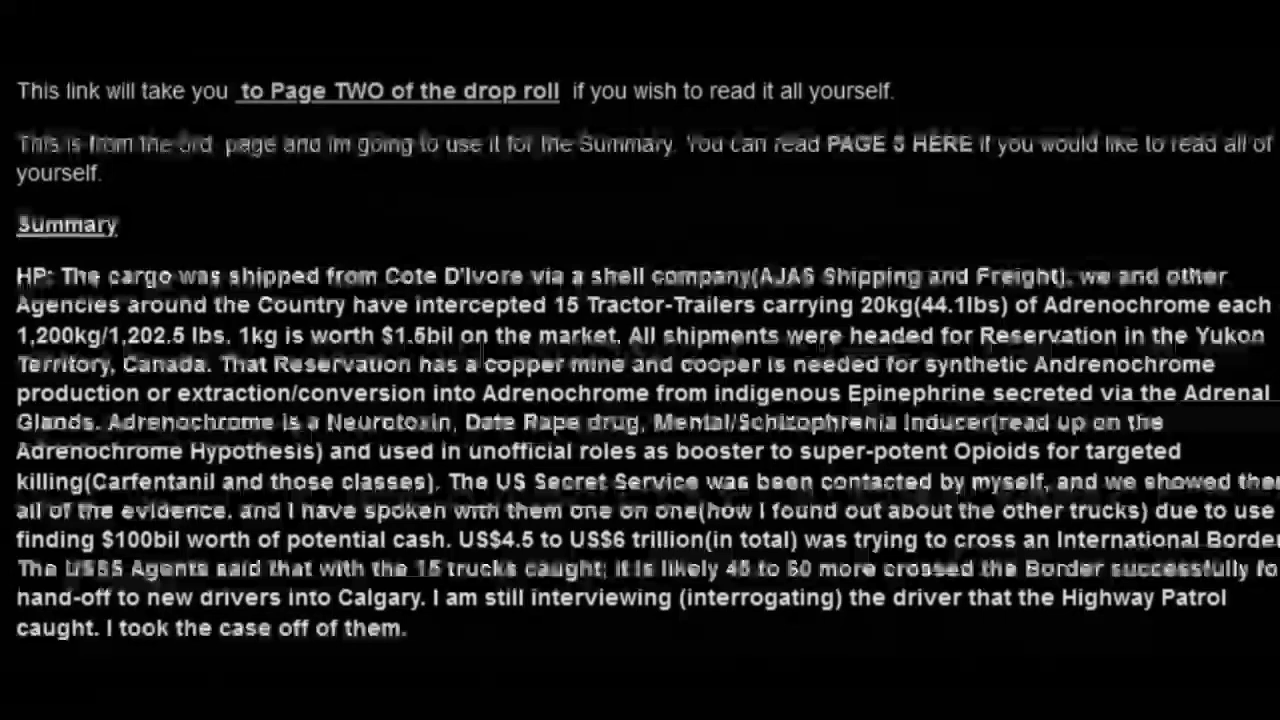 This link will take you to Page TWO of the drop roll if you wish to read it all yourself.
This is from the 3rd page and im going to use it for the Summary. You can read PAGE 3 HERE if you would like to read all of
yourself.
Summary
HP: The cargo was shipped from Cote D'Ivore via a shell company(AJAS Shipping and Freight), we and other
Agencies around the Country have intercepted 15 Tractor-Trailers carrying 20kg(44.1lbs) of Adrenochrome each
1,200kg/1,202.5 lbs. 1kg is worth $1.5bil on the market. All shipments were headed for Reservation in the Yukon
Territory, Canada. That Reservation has a copper mine and cooper is needed for synthetic Andrenochrome
production or extraction/conversion into Adrenochrome from indigenous Epinephrine secreted via the Adrenal
Glands. Adrenochrome is a Neurotoxin, Date Rape drug, Mental/Schizophrenia Inducer(read up on the
Adrenochrome Hypothesis) and used in unofficial roles as booster to super-potent Opioids for targeted
killing(Carfentanil and those classes). The US Secret Service was been contacted by myself, and we showed
all of the evidence. and I have spoken with them one on one(how I found out about the other trucks) due to use
finding $100bil worth of potential cash. US$4.5 to US$6 trillion(in total) was trying to cross an International
The USSS Agents said that with the 15 trucks caught; it is likely 45 to 60 more crossed the Border successfully
hand-off to new drivers into Calgary. I am still interviewing (interrogating) the driver that the Highway Patrol
caught. I took the case off of them.